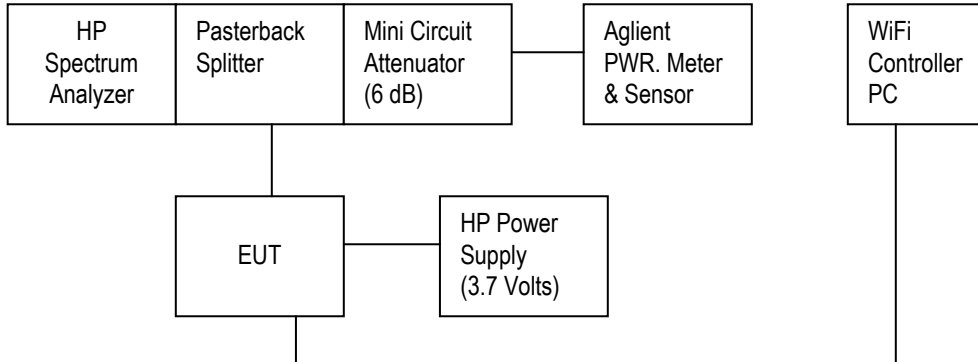 HP
Spectrum
Analyzer
Pasterback
Splitter
Mini Circuit
Attenuator
(6 dB)
Aglient
PWR. Meter
& Sensor
WiFi
Controller
PC
EUT
HP Power
Supply
(3.7 Volts)